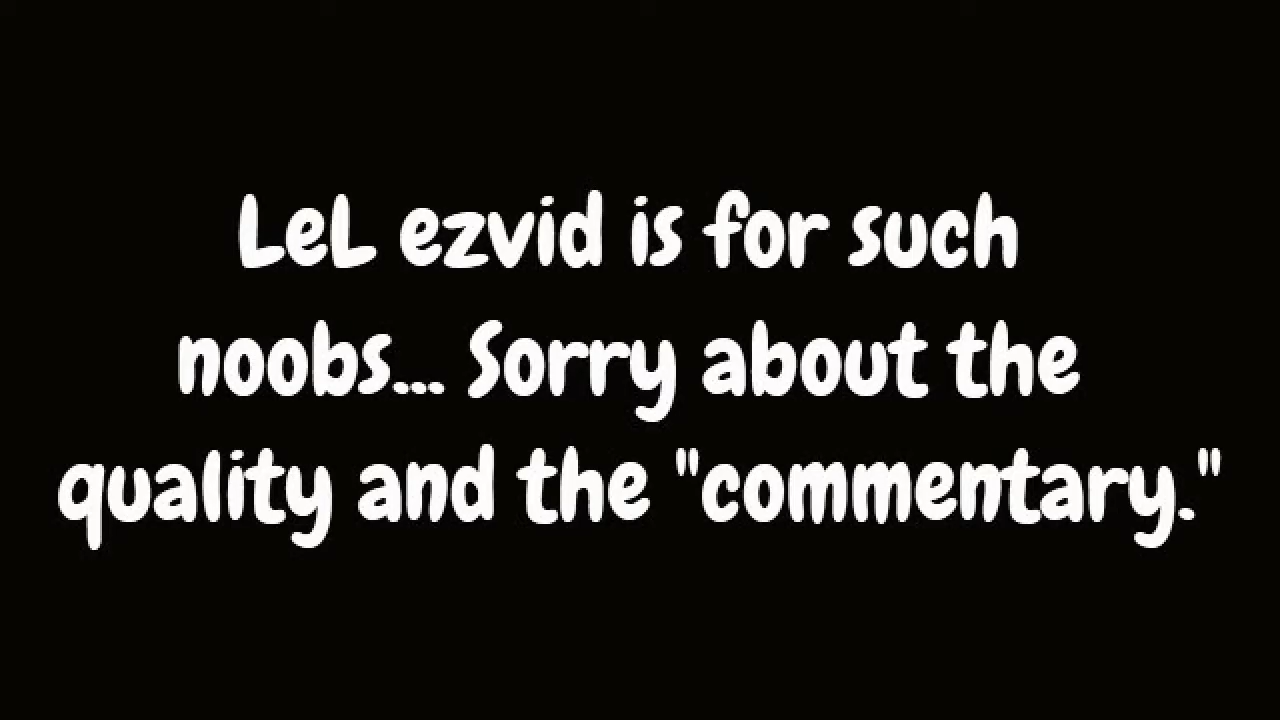 LeL ezvid is for such
noobs... Sorry about the
quality and the "commentary."